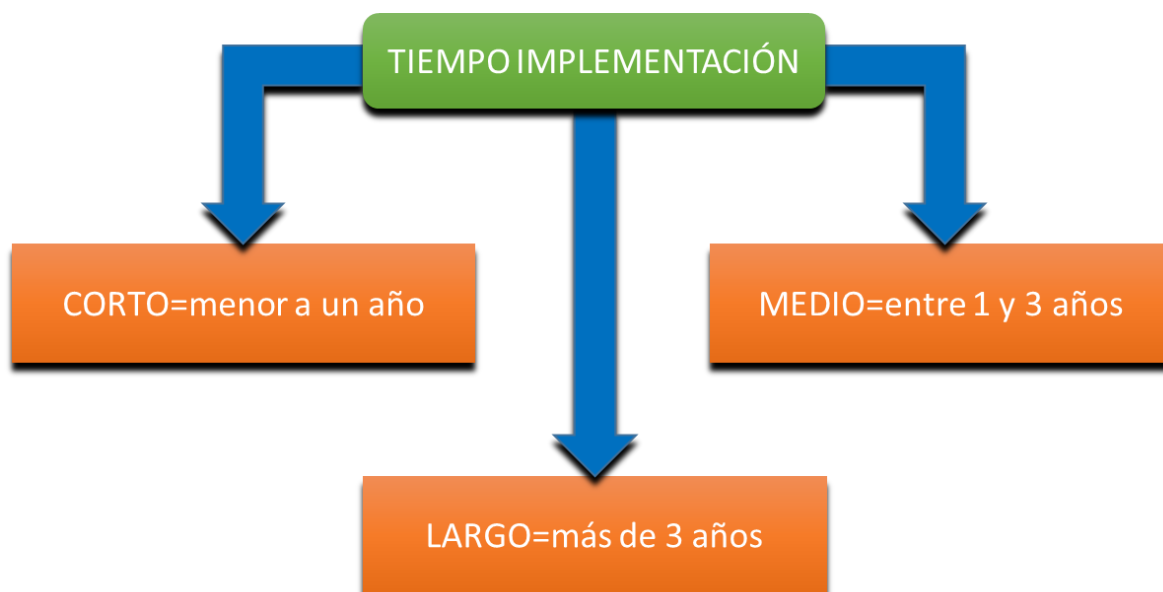 TIEMPO IMPLEMENTACIÓN
CORTO=menor a un año
MEDIO=entre 1 y 3 años
LARGO=más de 3 años